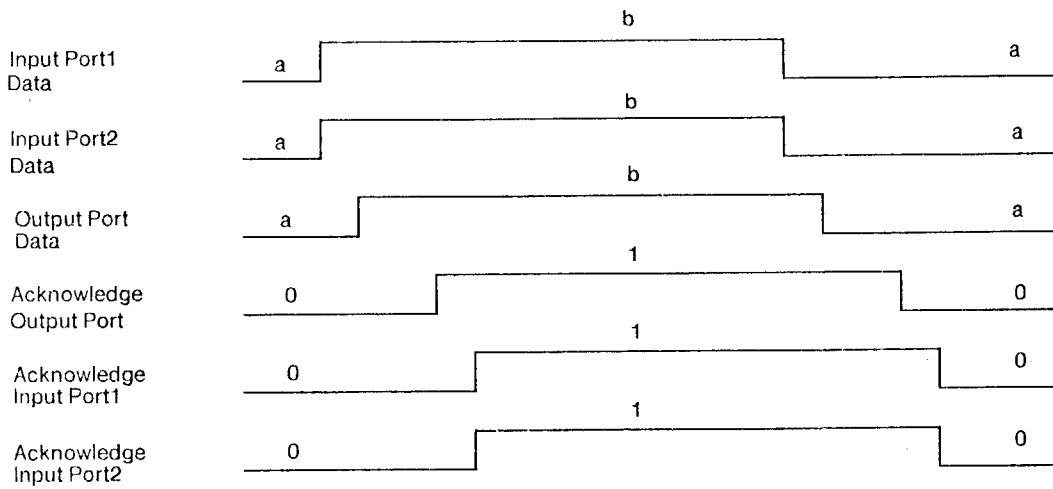 b
Input Port1 a a
Data
b
Input Port2 a a
Data
b
Output Port a a
Data
1
Acknowledge 0 0
Output Port
1
Acknowledge 0 0
Input Port1
1
Acknowledge 0 0
Input Port2